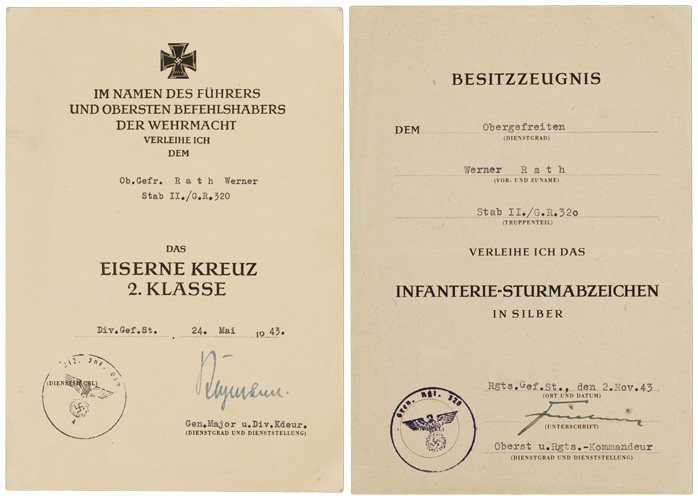 IM NAMEN DES FÜHRERS
UND OBERSTEN BEFEHLSHABERS
DER WEHRMACHT
VERLEIHE ICH
DEM
Ob.Gefr. R a t h Werner
Stab II./G.R.320
DAS
EISERNE KREUZ
2. KLASSE
Div.Gef.St. , 24. Mai 1943.
(DIENSTSIEGEL)
Gen.Major u.Div.Kdeur.
(DIENSTGRAD UND DIENSTSTELLUNG)
BESITZZEUGNIS
DEM Obergefreiten
(DIENSTGRAD)
Werner R a t h
(VOR- UND ZUNAME)
Stab II./G.R.32o
(TRUPPENTEIL)
VERLEIHE ICH DAS
INFANTERIE-STURMABZEICHEN
IN SILBER
Gren. Rgt. 320
Rgts.Gef.St., den 2.Nov.43
(ORT UND DATUM)
(UNTERSCHRIFT)
Oberst u.Rgts.-Kommandeur
(DIENSTGRAD UND DIENSTSTELLUNG)